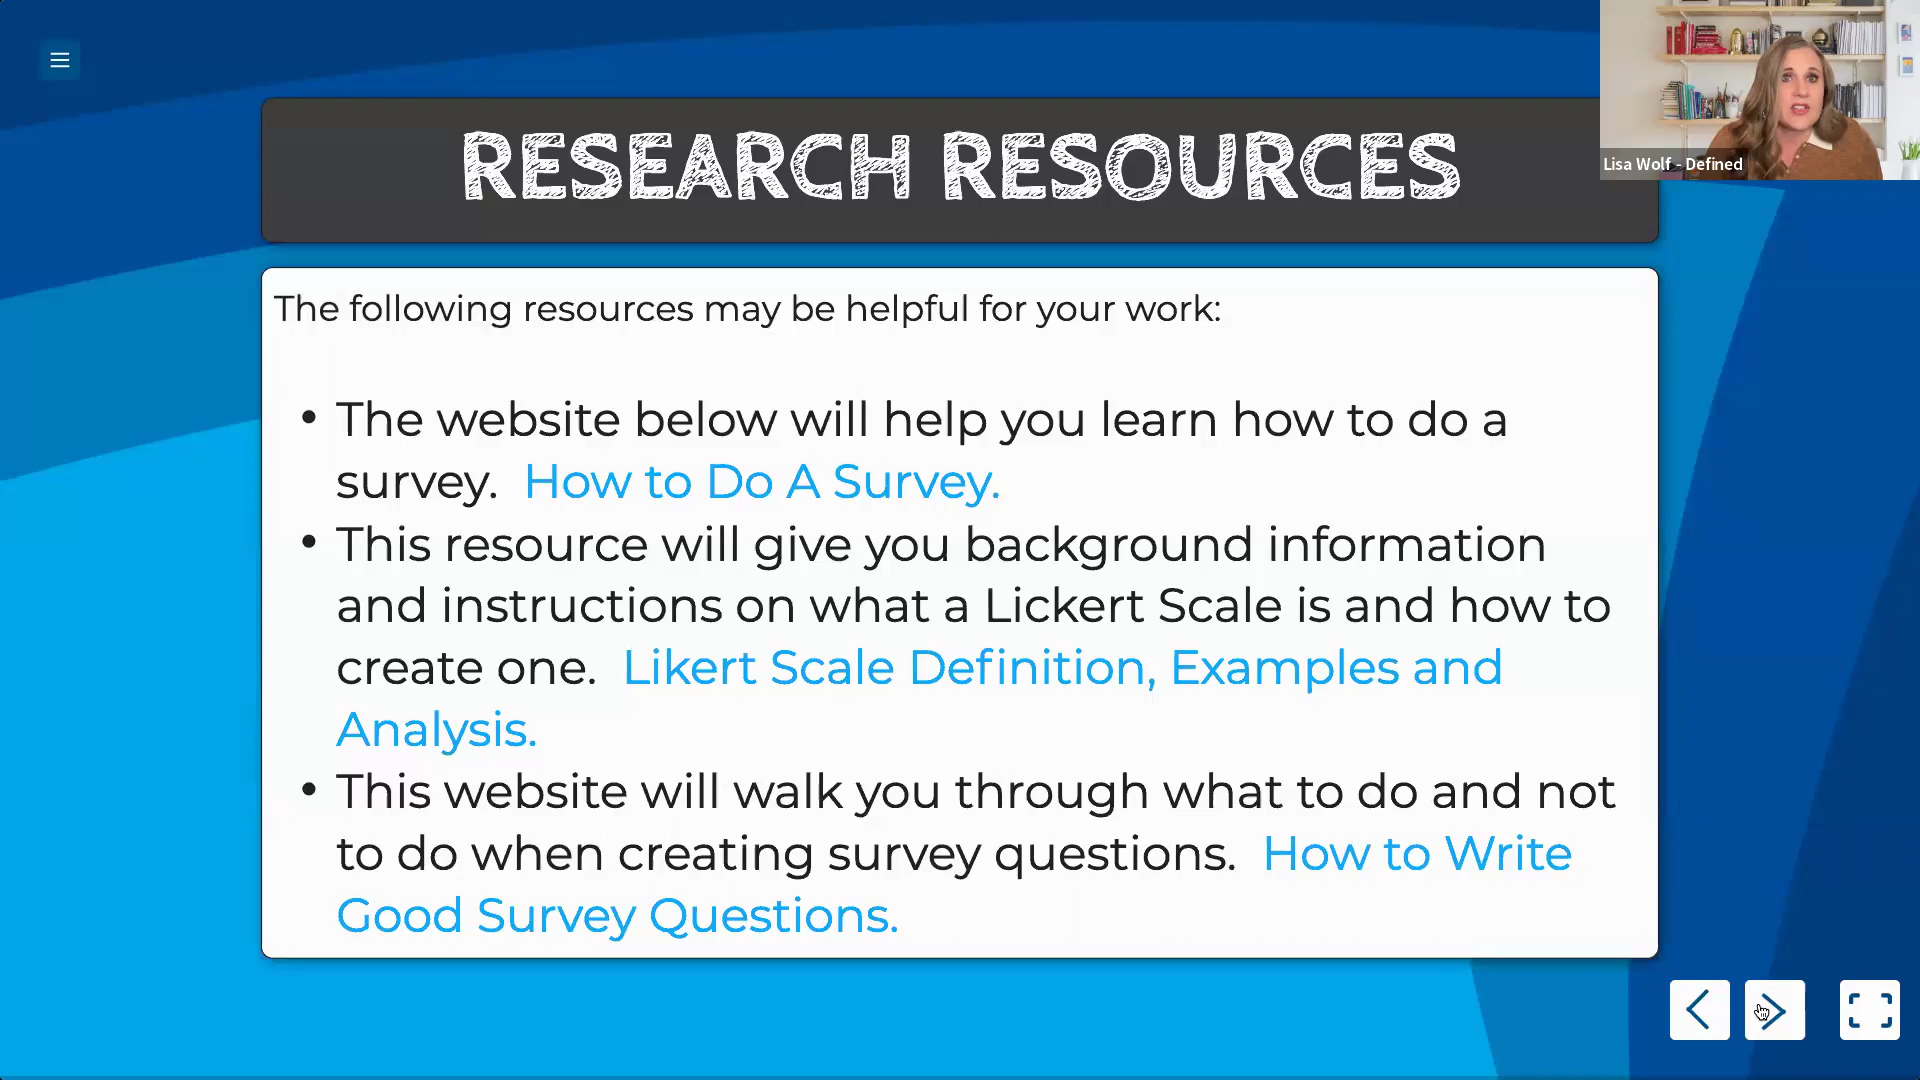 RESEARCH RESOURCES
Lisa Wolf - Defined
The following resources may be helpful for your work:
• The website below will help you learn how to do a
survey. How to Do A Survey.
• This resource will give you background information
and instructions on what a Lickert Scale is and how to
create one. Likert Scale Definition, Examples and
Analysis.
• This website will walk you through what to do and not
to do when creating survey questions. How to Write
Good Survey Questions.